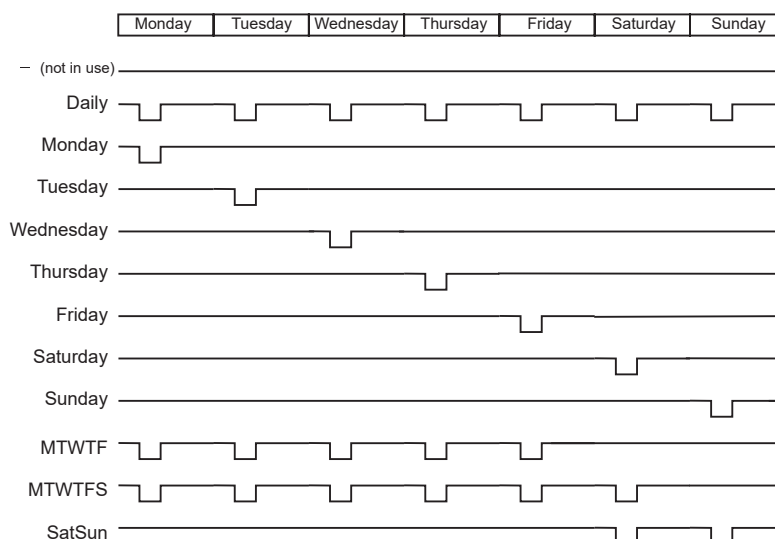 Monday Tuesday Wednesday Thursday Friday Saturday Sunday
– (not in use)
Daily
Monday
Tuesday
Wednesday
Thursday
Friday
Saturday
Sunday
MTWTF
MTWTFS
SatSun